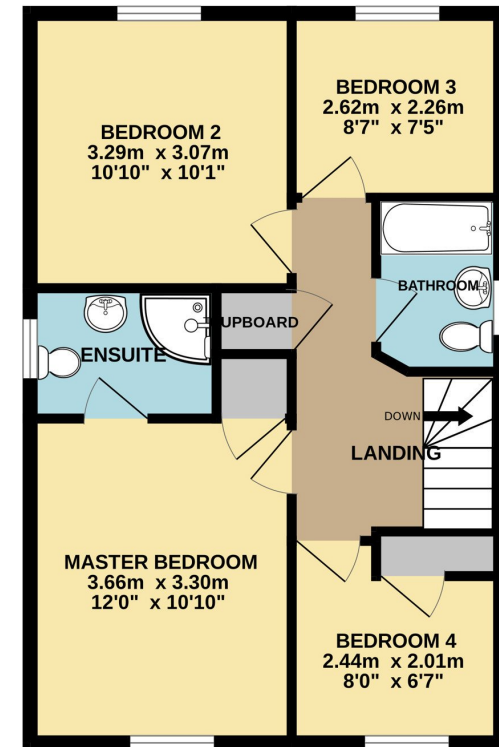 BEDROOM 2
3.29m x 3.07m
10'10" x 10'1"
BEDROOM 3
2.62m x 2.26m
8'7" x 7'5"
BATHROOM
UPBOARD
ENSUITE
DOWN
LANDING
MASTER BEDROOM
3.66m x 3.30m
12'0" x 10'10"
BEDROOM 4
2.44m x 2.01m
8'0" x 6'7"